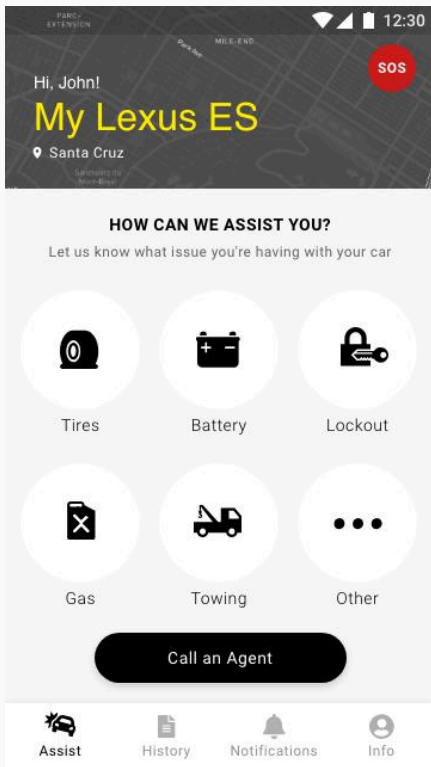 PARC-
EXTENSION
12:30
Park Ave
MILE-END
SOS
Hi, John!
My Lexus ES
Santa Cruz
HOW CAN WE ASSIST YOU?
Let us know what issue you're having with your car
Tires
Battery
Lockout
Gas
Towing
Other
Call an Agent
Assist
History
Notifications
Info